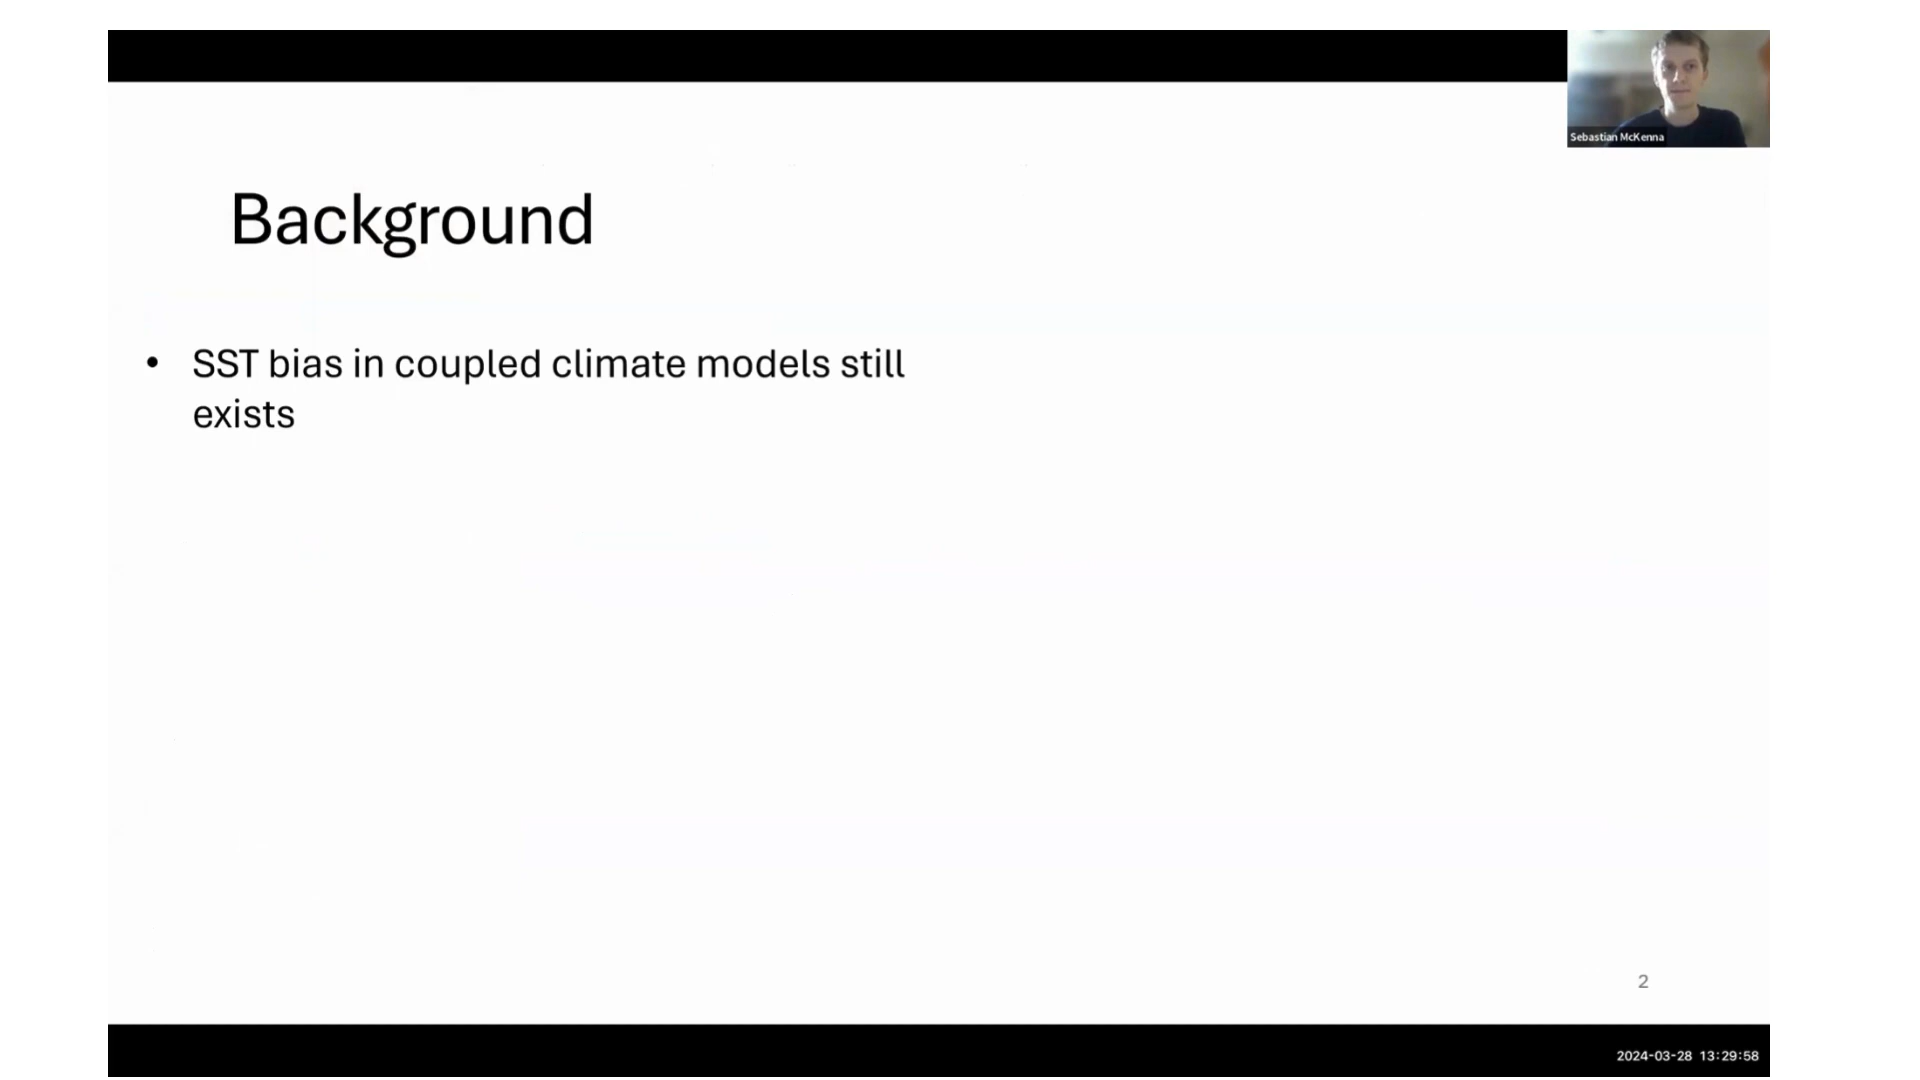 Sebastian McKenna
Background
• SST bias in coupled climate models still
exists
2
2024-03-28 13:29:58